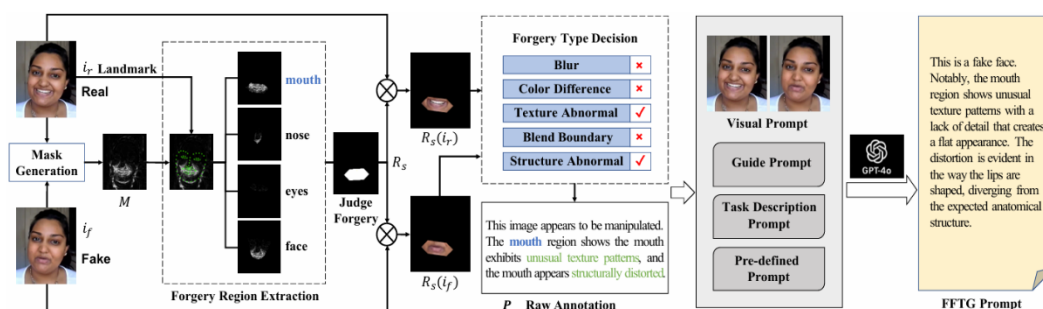 i_r Landmark
Real
Mask
Generation
i_f
Fake
M
mouth
nose
eyes
face
Forgery Region Extraction
Judge
Forgery
R_s
R_s(i_r)
R_s(i_f)
Forgery Type Decision
Blur ×
Color Difference ×
Texture Abnormal ✓
Blend Boundary ×
Structure Abnormal ✓
This image appears to be manipulated.
The mouth region shows the mouth
exhibits unusual texture patterns, and
the mouth appears structurally distorted.
P Raw Annotation
Visual Prompt
Guide Prompt
Task Description
Prompt
Pre-defined
Prompt
GPT-4o
This is a fake face.
Notably, the mouth
region shows unusual
texture patterns with a
lack of detail that creates
a flat appearance. The
distortion is evident in
the way the lips are
shaped, diverging from
the expected anatomical
structure.
FFTG Prompt